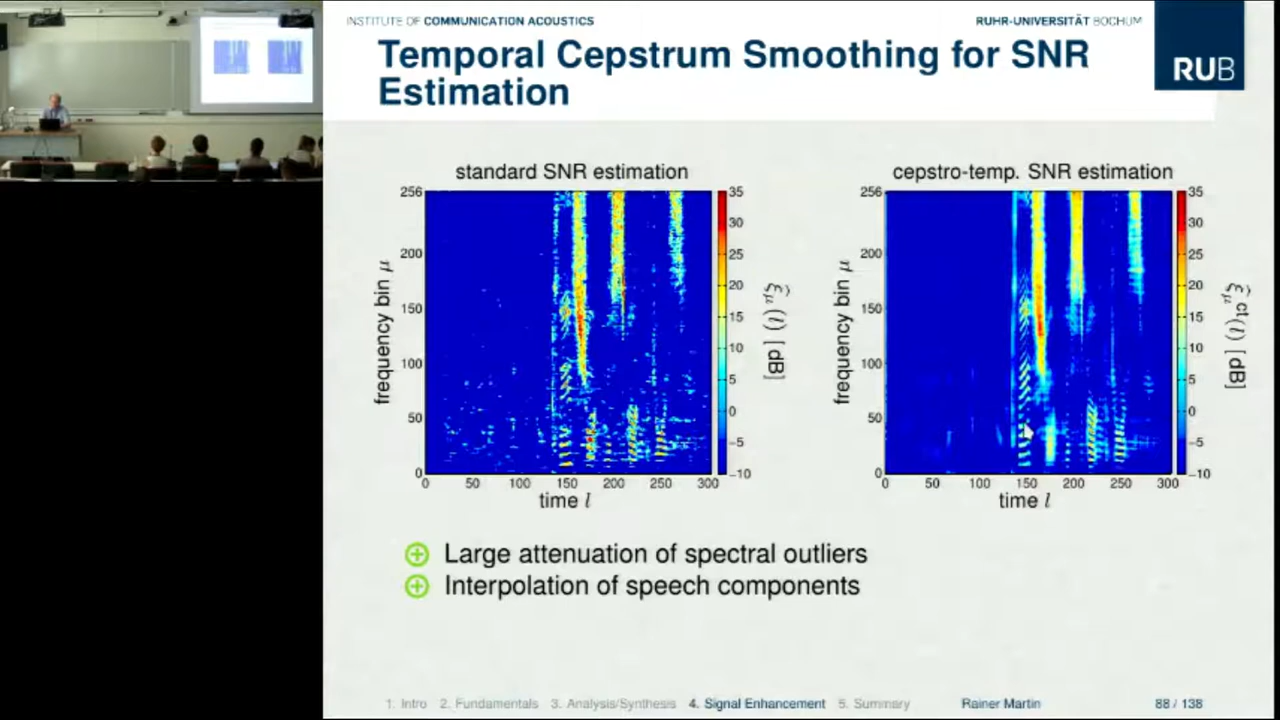 INSTITUTE OF COMMUNICATION ACOUSTICS
RUHR-UNIVERSITÄT BOCHUM
RUB
Temporal Cepstrum Smoothing for SNR
Estimation
standard SNR estimation
256
200
150
100
50
0
frequency bin μ
0 50 100 150 200 250 300
time l
35
30
25
20
15
10
5
0
−5
−10
ξ̂μ(l) [dB]
cepstro-temp. SNR estimation
256
200
150
100
50
0
frequency bin μ
0 50 100 150 200 250 300
time l
35
30
25
20
15
10
5
0
−5
−10
ξ̂μ^ct(l) [dB]
Large attenuation of spectral outliers
Interpolation of speech components
1. Intro 2. Fundamentals 3. Analysis/Synthesis 4. Signal Enhancement 5. Summary Rainer Martin 88 / 138